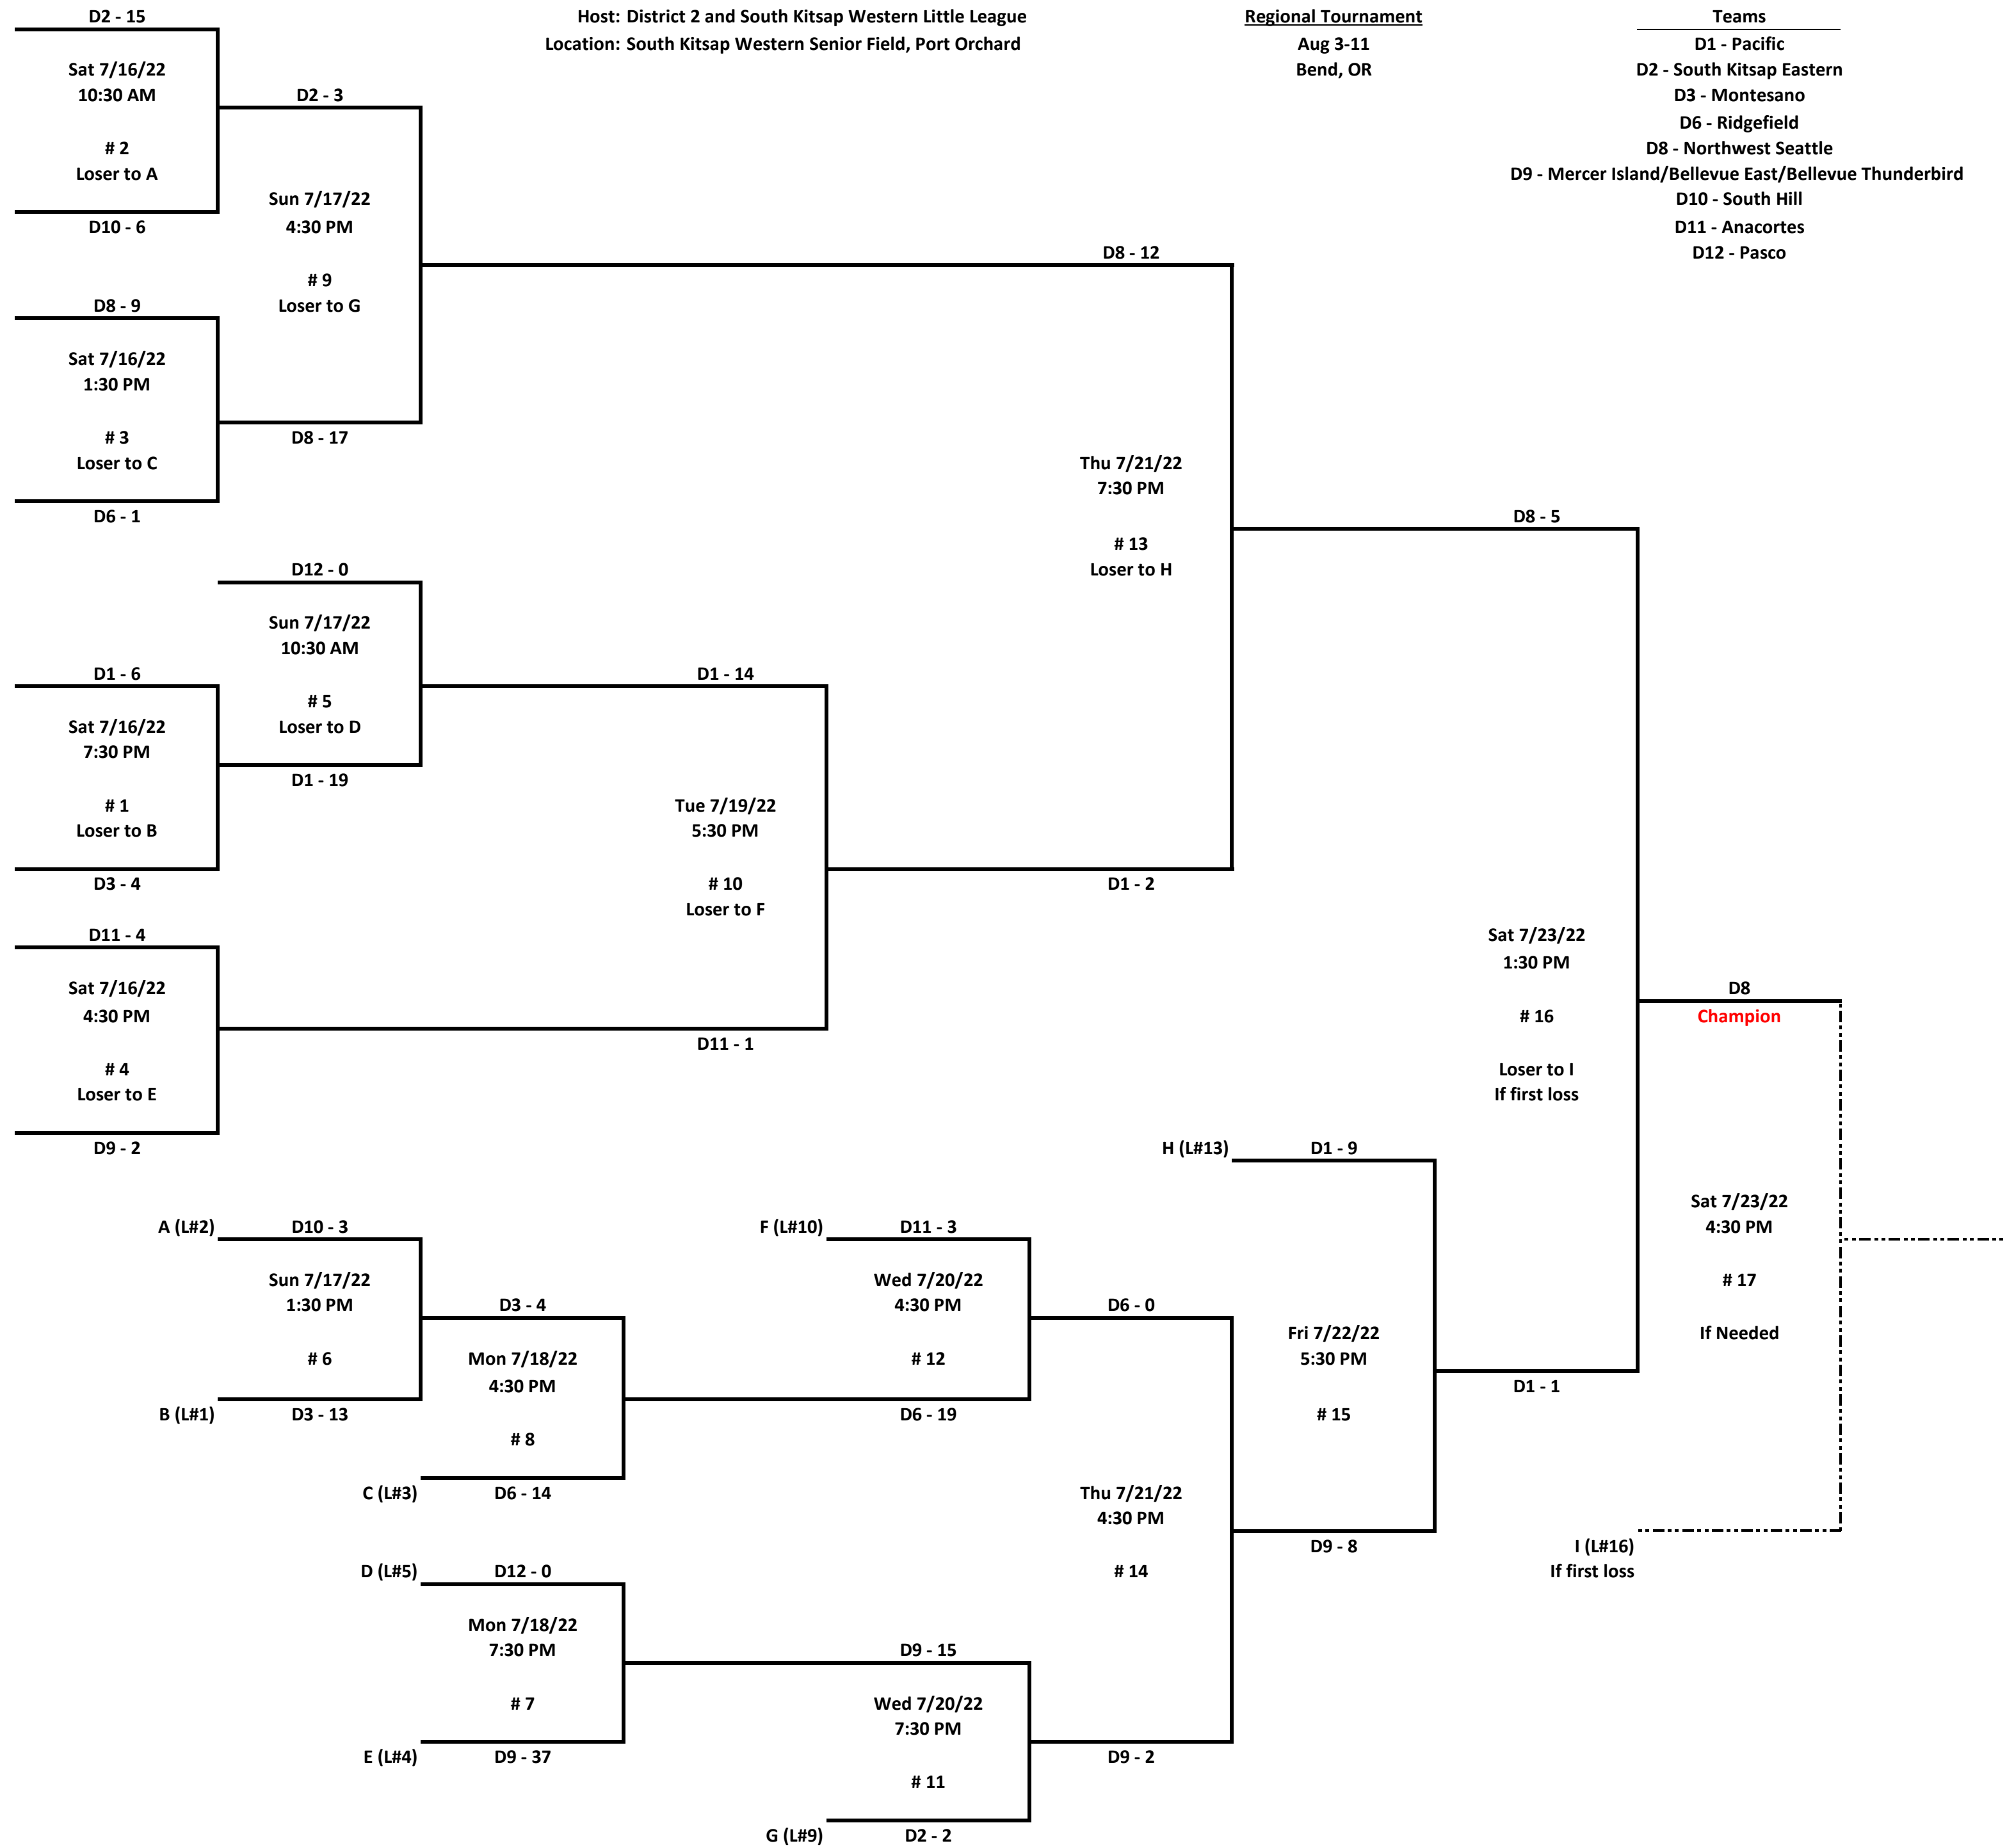 D2 - 15
Host: District 2 and South Kitsap Western Little League
Location: South Kitsap Western Senior Field, Port Orchard
Regional Tournament
Aug 3-11
Bend, OR
Teams
D1 - Pacific
D2 - South Kitsap Eastern
D3 - Montesano
D6 - Ridgefield
D8 - Northwest Seattle
D9 - Mercer Island/Bellevue East/Bellevue Thunderbird
D10 - South Hill
D11 - Anacortes
D12 - Pasco
Sat 7/16/22
10:30 AM
# 2
Loser to A
D10 - 6
D2 - 3
Sun 7/17/22
4:30 PM
# 9
Loser to G
D8 - 9
Sat 7/16/22
1:30 PM
# 3
Loser to C
D6 - 1
D8 - 17
D8 - 12
Thu 7/21/22
7:30 PM
# 13
Loser to H
D8 - 5
D12 - 0
Sun 7/17/22
10:30 AM
# 5
Loser to D
D1 - 6
Sat 7/16/22
7:30 PM
# 1
Loser to B
D3 - 4
D1 - 19
D1 - 14
Tue 7/19/22
5:30 PM
# 10
Loser to F
D1 - 2
D11 - 4
Sat 7/16/22
4:30 PM
# 4
Loser to E
D9 - 2
D11 - 1
Sat 7/23/22
1:30 PM
# 16
Loser to I
If first loss
D8
Champion
H (L#13)
D1 - 9
A (L#2)
D10 - 3
Sun 7/17/22
1:30 PM
# 6
B (L#1)
D3 - 13
D3 - 4
Mon 7/18/22
4:30 PM
# 8
C (L#3)
D6 - 14
F (L#10)
D11 - 3
Wed 7/20/22
4:30 PM
# 12
D6 - 19
D6 - 0
Thu 7/21/22
4:30 PM
# 14
Fri 7/22/22
5:30 PM
# 15
D1 - 1
D9 - 8
Sat 7/23/22
4:30 PM
# 17
If Needed
I (L#16)
If first loss
D (L#5)
D12 - 0
Mon 7/18/22
7:30 PM
# 7
E (L#4)
D9 - 37
D9 - 15
Wed 7/20/22
7:30 PM
# 11
D9 - 2
G (L#9)
D2 - 2